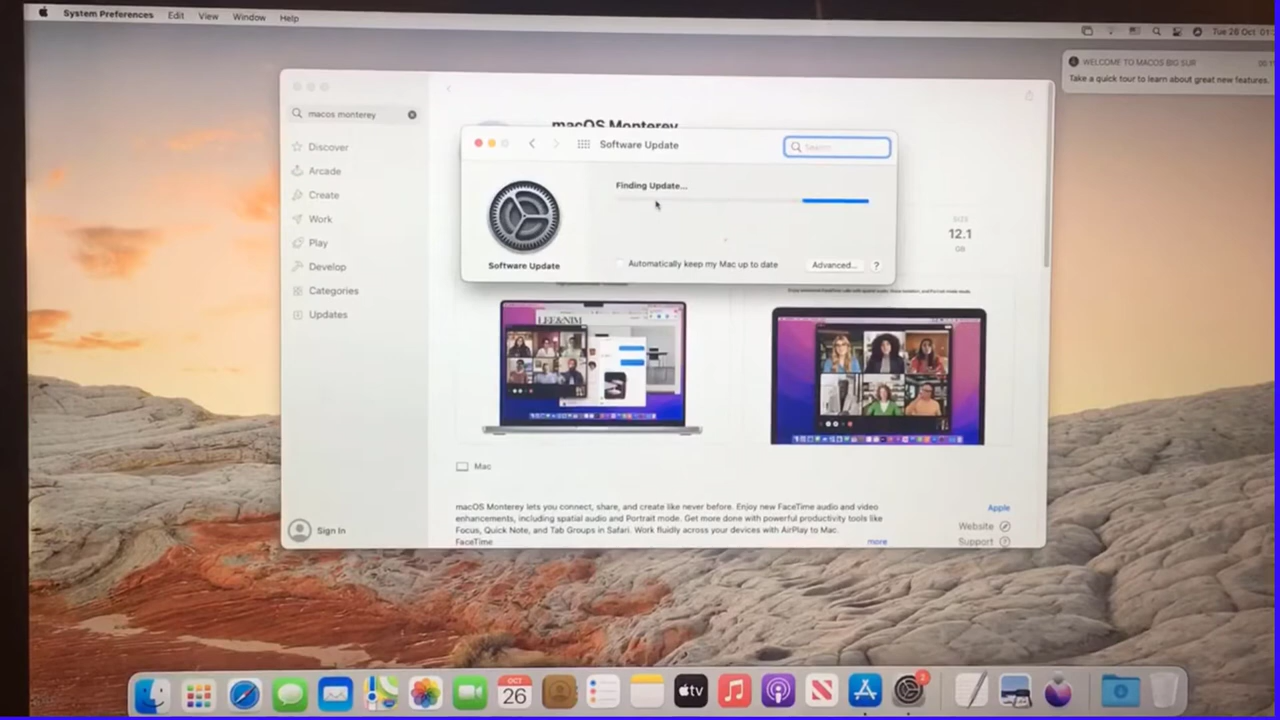 System Preferences Edit View Window Help
Tue 26 Oct 01:
WELCOME TO MACOS BIG SUR
Take a quick tour to learn about great new features.
macos monterey
Discover
Arcade
Create
Work
Play
Develop
Categories
Updates
Sign In
macOS Monterey
Software Update
Search
Finding Update...
Software Update
Automatically keep my Mac up to date
Advanced...
?
SIZE
12.1
GB
LEE&NIM
Mac
macOS Monterey lets you connect, share, and create like never before. Enjoy new FaceTime audio and video
enhancements, including spatial audio and Portrait mode. Get more done with powerful productivity tools like
Focus, Quick Note, and Tab Groups in Safari. Work fluidly across your devices with AirPlay to Mac.
FaceTime
more
Apple
Website
Support
OCT
26
tv
2